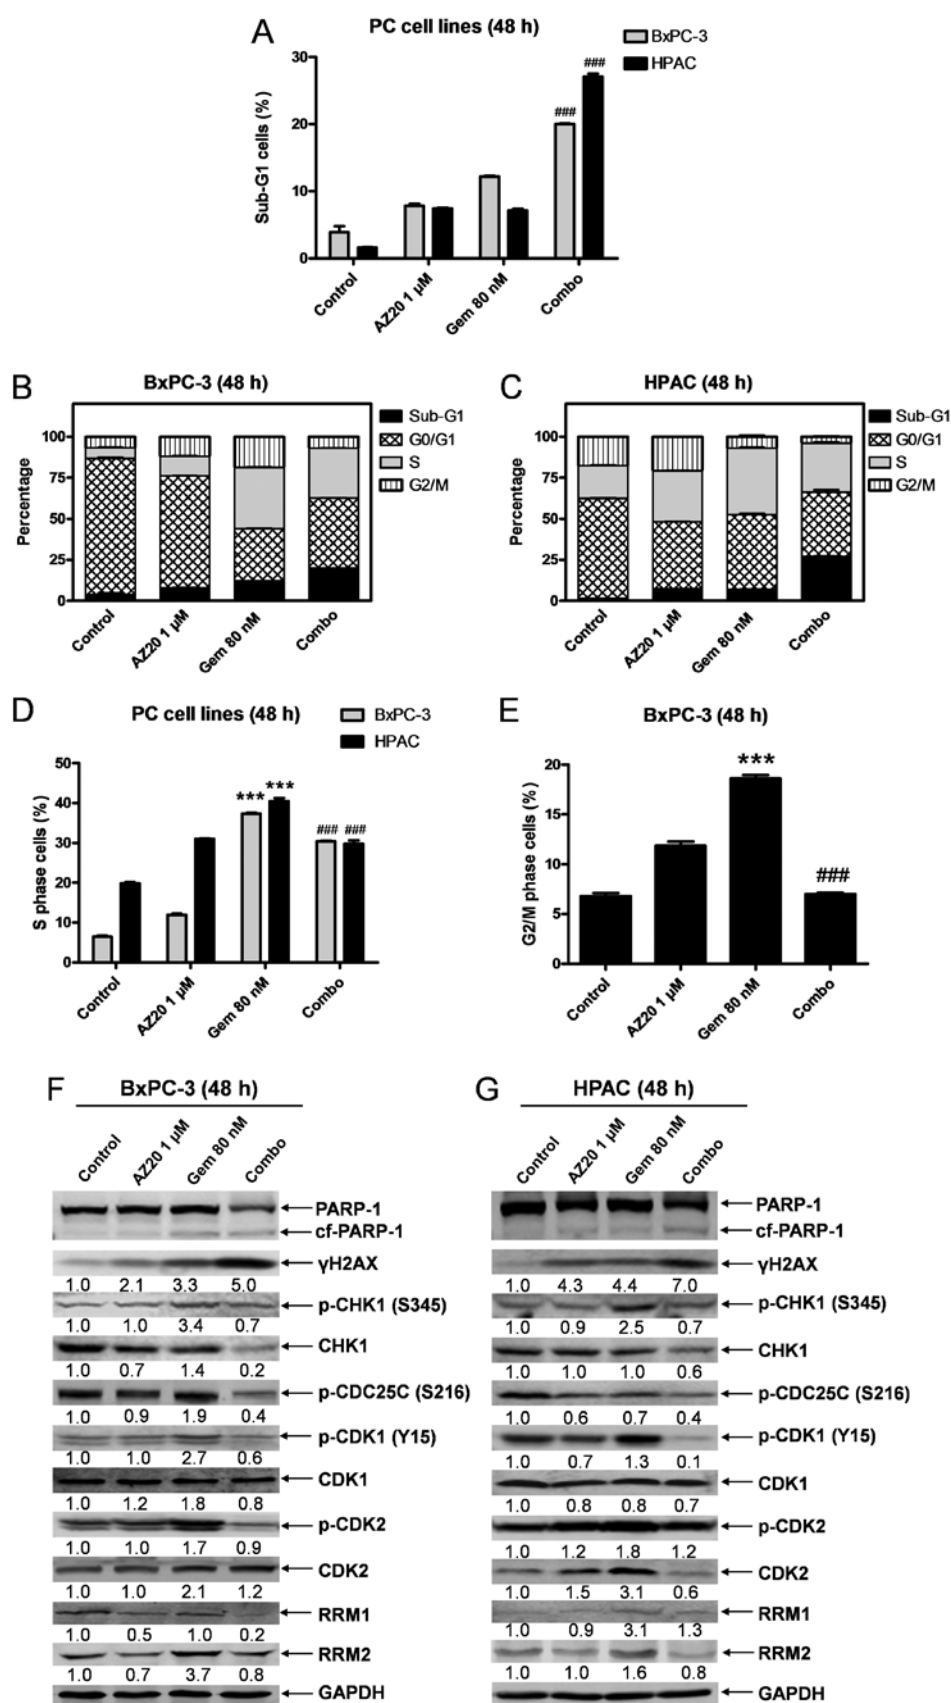 A
PC cell lines (48 h)
BxPC-3
HPAC
Sub-G1 cells (%)
30
20
10
0
###
###
Control
AZ20 1 µM
Gem 80 nM
Combo
B
BxPC-3 (48 h)
Percentage
100
75
50
25
0
Sub-G1
G0/G1
S
G2/M
Control
AZ20 1 µM
Gem 80 nM
Combo
C
HPAC (48 h)
Percentage
100
75
50
25
0
Sub-G1
G0/G1
S
G2/M
Control
AZ20 1 µM
Gem 80 nM
Combo
D
PC cell lines (48 h)
BxPC-3
HPAC
S phase cells (%)
50
40
30
20
10
0
*** ***
### ###
Control
AZ20 1 µM
Gem 80 nM
Combo
E
BxPC-3 (48 h)
G2/M phase cells (%)
20
15
10
5
0
***
###
Control
AZ20 1 µM
Gem 80 nM
Combo
F
BxPC-3 (48 h)
Control AZ20 1 µM Gem 80 nM Combo
PARP-1
cf-PARP-1
γH2AX
1.0 2.1 3.3 5.0
p-CHK1 (S345)
1.0 1.0 3.4 0.7
CHK1
1.0 0.7 1.4 0.2
p-CDC25C (S216)
1.0 0.9 1.9 0.4
p-CDK1 (Y15)
1.0 1.0 2.7 0.6
CDK1
1.0 1.2 1.8 0.8
p-CDK2
1.0 1.0 1.7 0.9
CDK2
1.0 1.0 2.1 1.2
RRM1
1.0 0.5 1.0 0.2
RRM2
1.0 0.7 3.7 0.8
GAPDH
G
HPAC (48 h)
Control AZ20 1 µM Gem 80 nM Combo
PARP-1
cf-PARP-1
γH2AX
1.0 4.3 4.4 7.0
p-CHK1 (S345)
1.0 0.9 2.5 0.7
CHK1
1.0 1.0 1.0 0.6
p-CDC25C (S216)
1.0 0.6 0.7 0.4
p-CDK1 (Y15)
1.0 0.7 1.3 0.1
CDK1
1.0 0.8 0.8 0.7
p-CDK2
1.0 1.2 1.8 1.2
CDK2
1.0 1.5 3.1 0.6
RRM1
1.0 0.9 3.1 1.3
RRM2
1.0 1.0 1.6 0.8
GAPDH